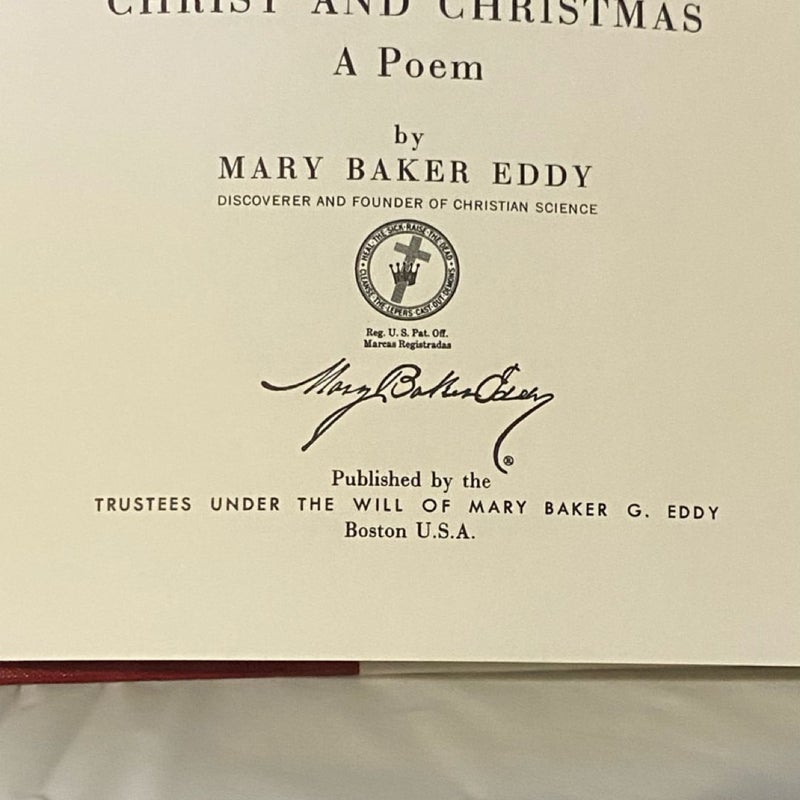 CHRIST AND CHRISTMAS
A Poem
by
MARY BAKER EDDY
DISCOVERER AND FOUNDER OF CHRISTIAN SCIENCE
HEAL·THE·SICK·RAISE·THE·DEAD·
CLEANSE·THE·LEPERS·CAST·OUT·DEMONS·
Reg. U. S. Pat. Off.
Marcas Registradas
Mary Baker Eddy
®
Published by the
TRUSTEES UNDER THE WILL OF MARY BAKER G. EDDY
Boston U.S.A.